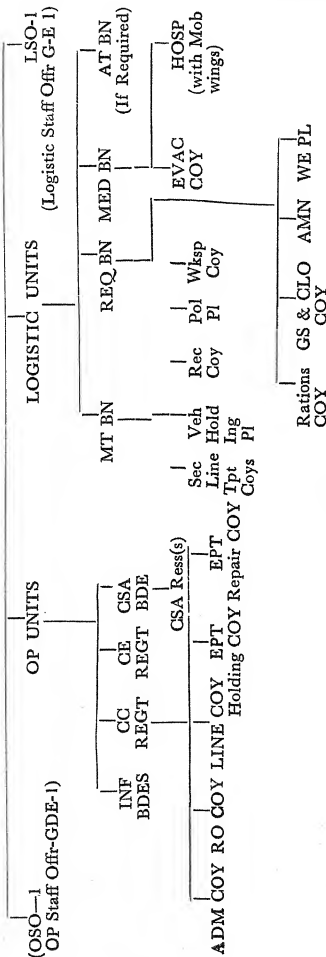 OSO—1
(OP Staff Offr-GDE-1)
OP UNITS
LOGISTIC UNITS
LSO-1
(Logistic Staff Offr G-E 1)
INF BDES
CC REGT
CE REGT
CSA BDE
MT BN
REQ BN
MED BN
AT BN
(If Required)
CSA Ress(s)
Sec Line Tpt Coys
Veh Hold Ing Pl
Rec Coy
Pol Pl
Wksp Coy
EVAC COY
HOSP
(with Mob wings)
ADM COY
RO COY
LINE COY
EPT Holding COY
EPT Repair COY
Rations COY
GS & CLO COY
AMN
WE PL